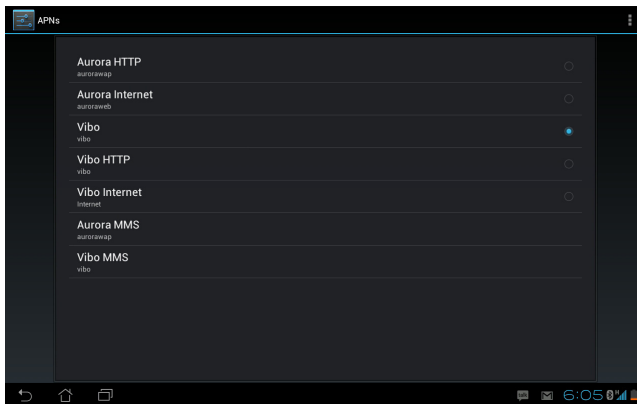 APNs
Aurora HTTP
aurorawap
Aurora Internet
auroraweb
Vibo
vibo
Vibo HTTP
vibo
Vibo Internet
Internet
Aurora MMS
aurorawap
Vibo MMS
vibo
6:05
H